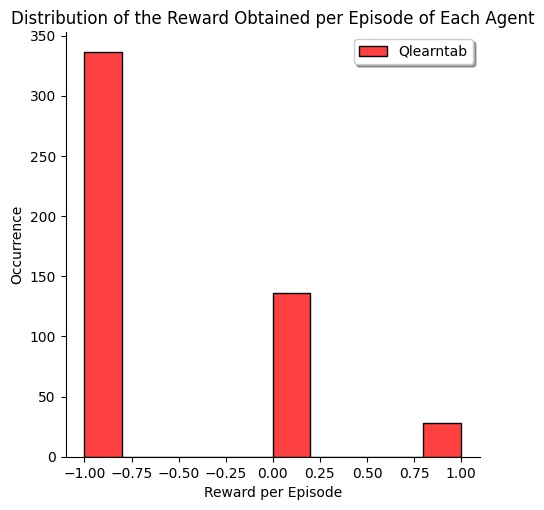 Distribution of the Reward Obtained per Episode of Each Agent
Qlearntab
350
300
250
200
150
100
50
0
Occurrence
−1.00 −0.75 −0.50 −0.25 0.00 0.25 0.50 0.75 1.00
Reward per Episode